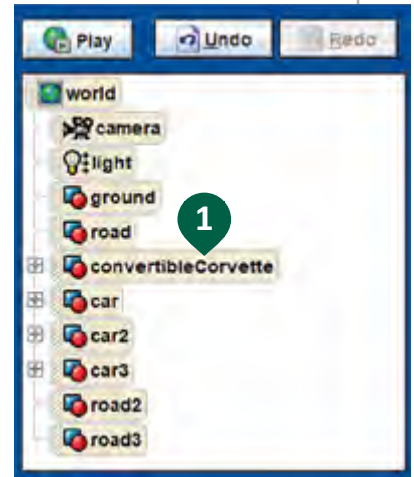 Play Undo Redo
world
camera
light
ground
road
1
convertibleCorvette
car
car2
car3
road2
road3